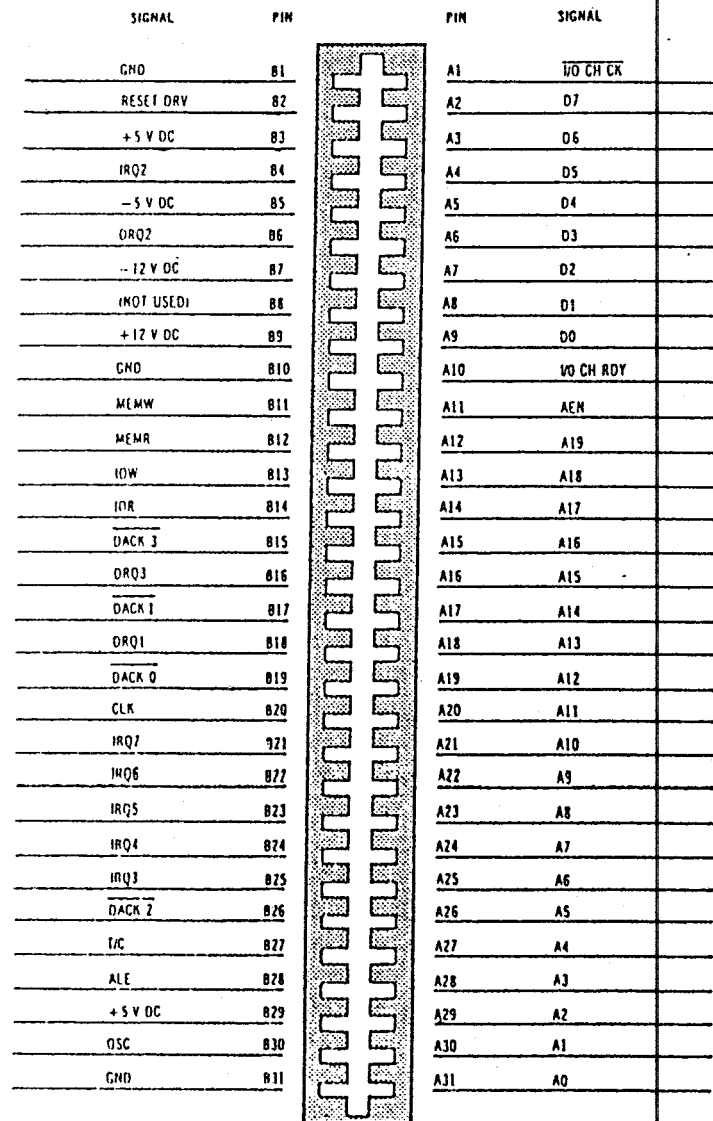 SIGNAL PIN PIN SIGNAL
GND B1 A1 I/O CH CK
RESET DRV B2 A2 D7
+5 V DC B3 A3 D6
IRQ2 B4 A4 D5
−5 V DC B5 A5 D4
DRQ2 B6 A6 D3
−12 V DC B7 A7 D2
(NOT USED) B8 A8 D1
+12 V DC B9 A9 D0
GND B10 A10 I/O CH RDY
MEMW B11 A11 AEN
MEMR B12 A12 A19
IOW B13 A13 A18
IOR B14 A14 A17
DACK 3 B15 A15 A16
DRQ3 B16 A16 A15
DACK 1 B17 A17 A14
DRQ1 B18 A18 A13
DACK 0 B19 A19 A12
CLK B20 A20 A11
IRQ7 B21 A21 A10
IRQ6 B22 A22 A9
IRQ5 B23 A23 A8
IRQ4 B24 A24 A7
IRQ3 B25 A25 A6
DACK 2 B26 A26 A5
T/C B27 A27 A4
ALE B28 A28 A3
+5 V DC B29 A29 A2
OSC B30 A30 A1
GND B31 A31 A0